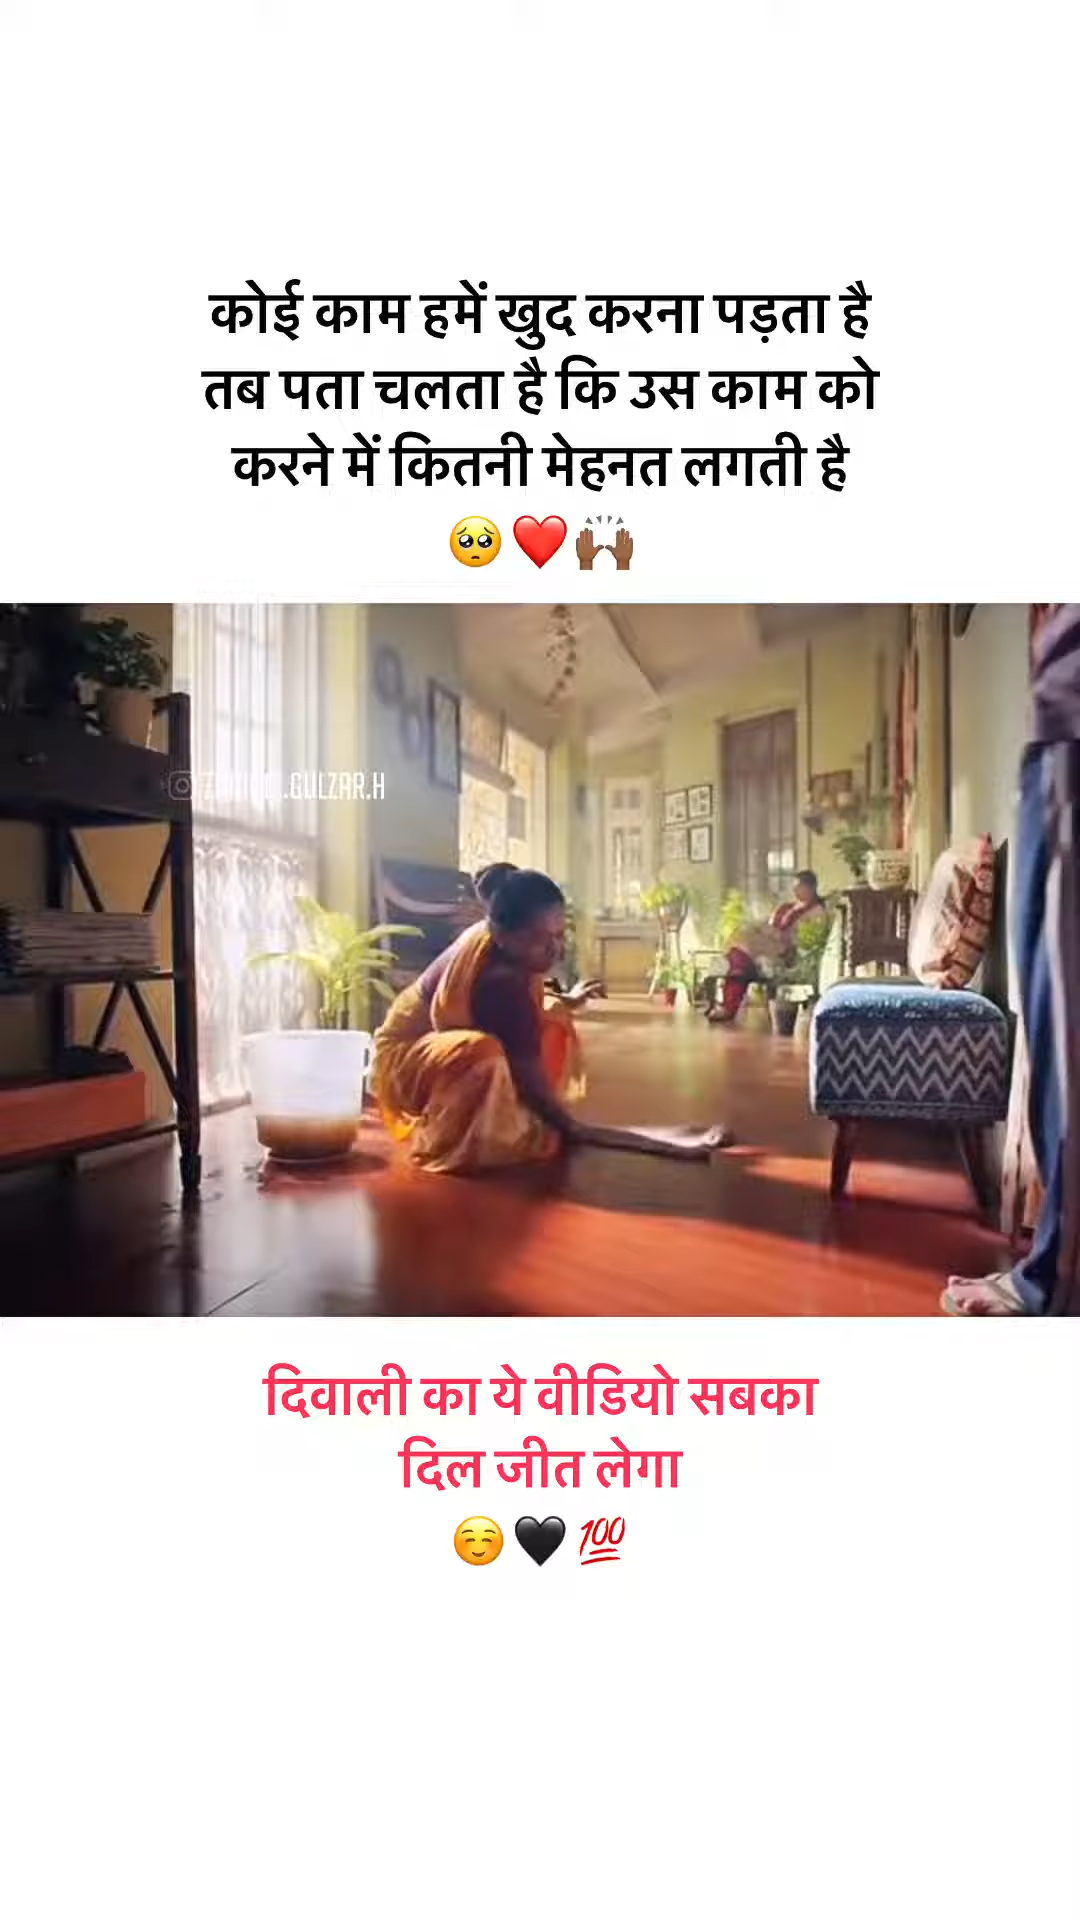 कोई काम हमें खुद करना पड़ता है
तब पता चलता है कि उस काम को
करने में कितनी मेहनत लगती है
🥺❤️🙌🏾
.GULZAR.H
दिवाली का ये वीडियो सबका
दिल जीत लेगा
☺️🖤💯